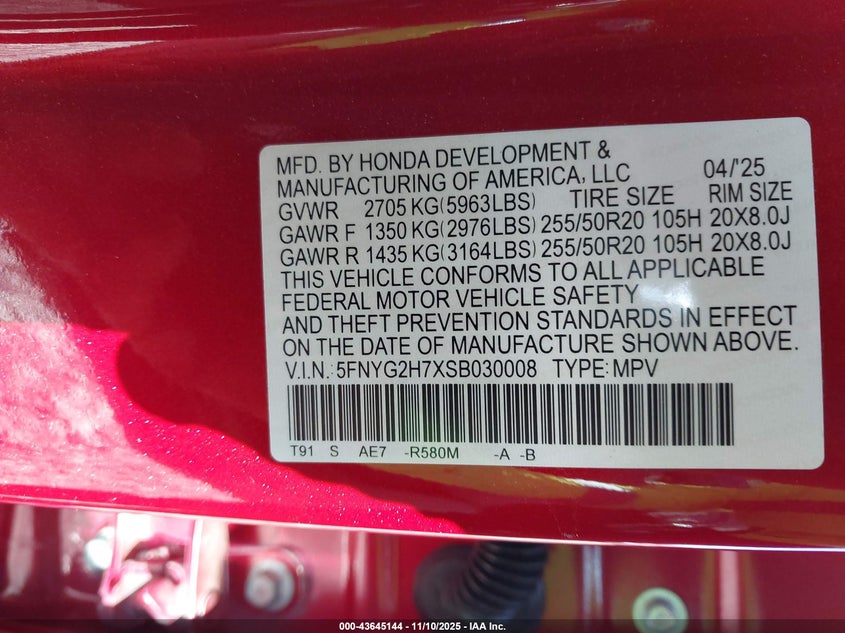 MFD. BY HONDA DEVELOPMENT &
MANUFACTURING OF AMERICA, LLC 04/'25
GVWR 2705 KG(5963LBS) TIRE SIZE RIM SIZE
GAWR F 1350 KG(2976LBS) 255/50R20 105H 20X8.0J
GAWR R 1435 KG(3164LBS) 255/50R20 105H 20X8.0J
THIS VEHICLE CONFORMS TO ALL APPLICABLE
FEDERAL MOTOR VEHICLE SAFETY
AND THEFT PREVENTION STANDARDS IN EFFECT
ON THE DATE OF MANUFACTURE SHOWN ABOVE.
V.I.N.: 5FNYG2H7XSB030008 TYPE: MPV
T91 S AE7 -R580M -A -B
000-43645144 - 11/10/2025 - IAA Inc.